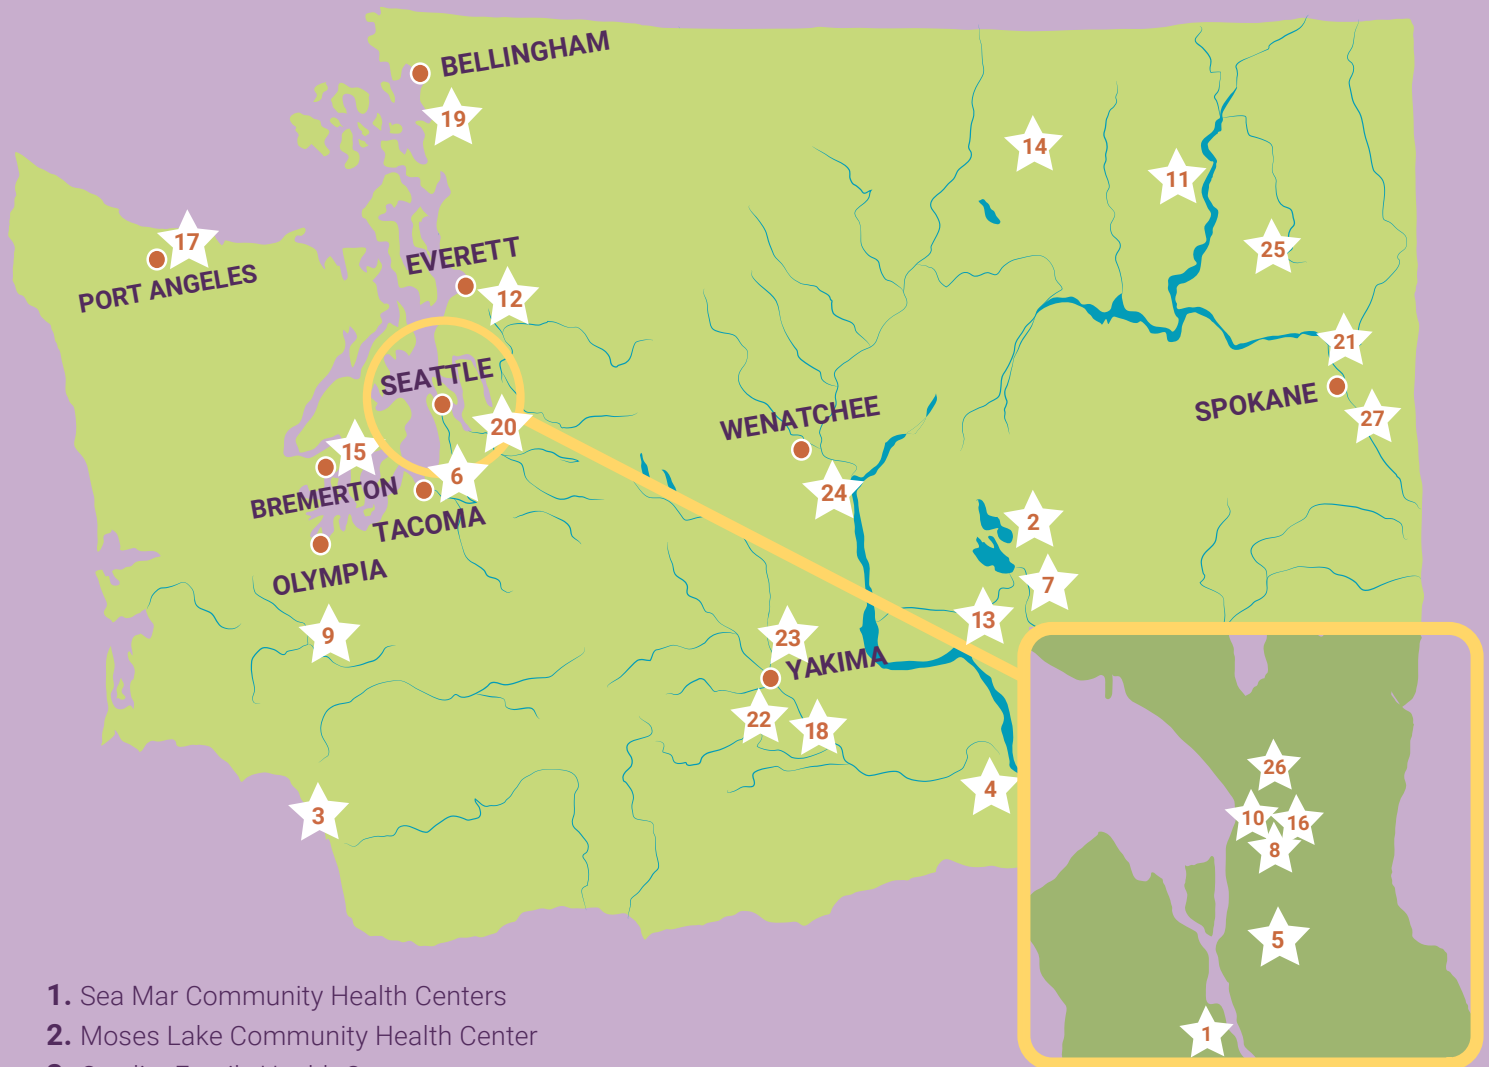 BELLINGHAM
19
14
11
17
PORT ANGELES
EVERETT
12
25
21
SEATTLE
SPOKANE
27
WENATCHEE
20
15
6
BREMERTON
TACOMA
24
2
OLYMPIA
7
13
9
23
YAKIMA
22
18
4
3
26
10
16
8
5
1
1. Sea Mar Community Health Centers
2. Moses Lake Community Health Center